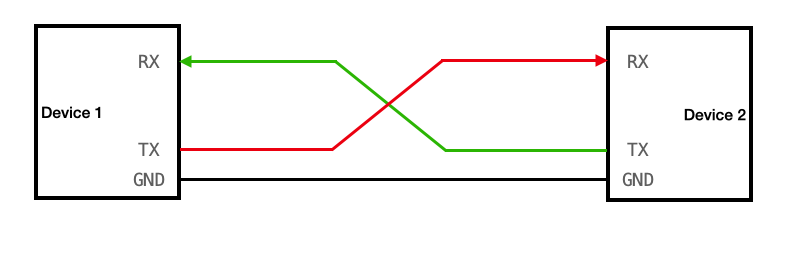 RX
Device 1
TX
GND
RX
Device 2
TX
GND